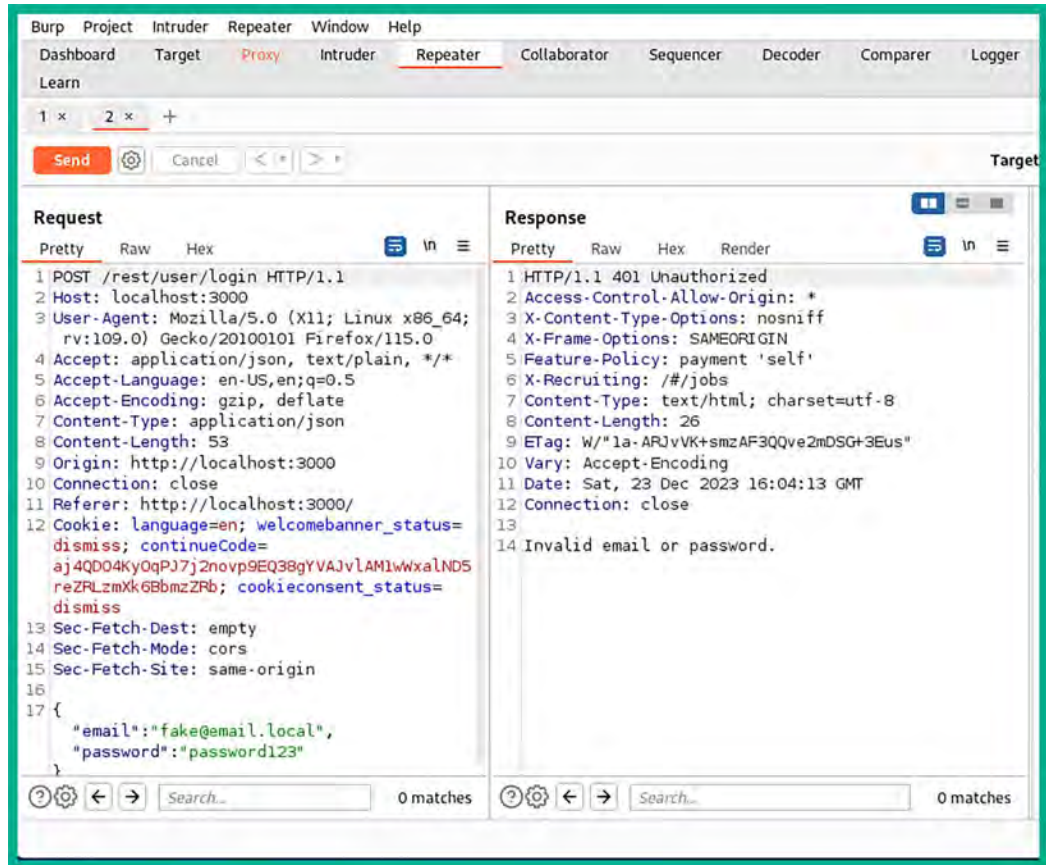 Burp Project Intruder Repeater Window Help
Dashboard Target Proxy Intruder Repeater Collaborator Sequencer Decoder Comparer Logger
Learn
1 × 2 × +
Send Cancel < > Target
Request
Pretty Raw Hex \n
1 POST /rest/user/login HTTP/1.1
2 Host: localhost:3000
3 User-Agent: Mozilla/5.0 (X11; Linux x86_64;
rv:109.0) Gecko/20100101 Firefox/115.0
4 Accept: application/json, text/plain, */*
5 Accept-Language: en-US,en;q=0.5
6 Accept-Encoding: gzip, deflate
7 Content-Type: application/json
8 Content-Length: 53
9 Origin: http://localhost:3000
10 Connection: close
11 Referer: http://localhost:3000/
12 Cookie: language=en; welcomebanner_status=
dismiss; continueCode=
aj4QDO4KyOqPJ7j2novp9EQ38gYVAJvlAM1wWxalND5
reZRLzmXk6BbmzZRb; cookieconsent_status=
dismiss
13 Sec-Fetch-Dest: empty
14 Sec-Fetch-Mode: cors
15 Sec-Fetch-Site: same-origin
16
17 {
"email":"fake@email.local",
"password":"password123"
}
Search... 0 matches
Response
Pretty Raw Hex Render \n
1 HTTP/1.1 401 Unauthorized
2 Access-Control-Allow-Origin: *
3 X-Content-Type-Options: nosniff
4 X-Frame-Options: SAMEORIGIN
5 Feature-Policy: payment 'self'
6 X-Recruiting: /#/jobs
7 Content-Type: text/html; charset=utf-8
8 Content-Length: 26
9 ETag: W/"1a-ARJvVK+smzAF3QQve2mDSG+3Eus"
10 Vary: Accept-Encoding
11 Date: Sat, 23 Dec 2023 16:04:13 GMT
12 Connection: close
13
14 Invalid email or password.
Search... 0 matches